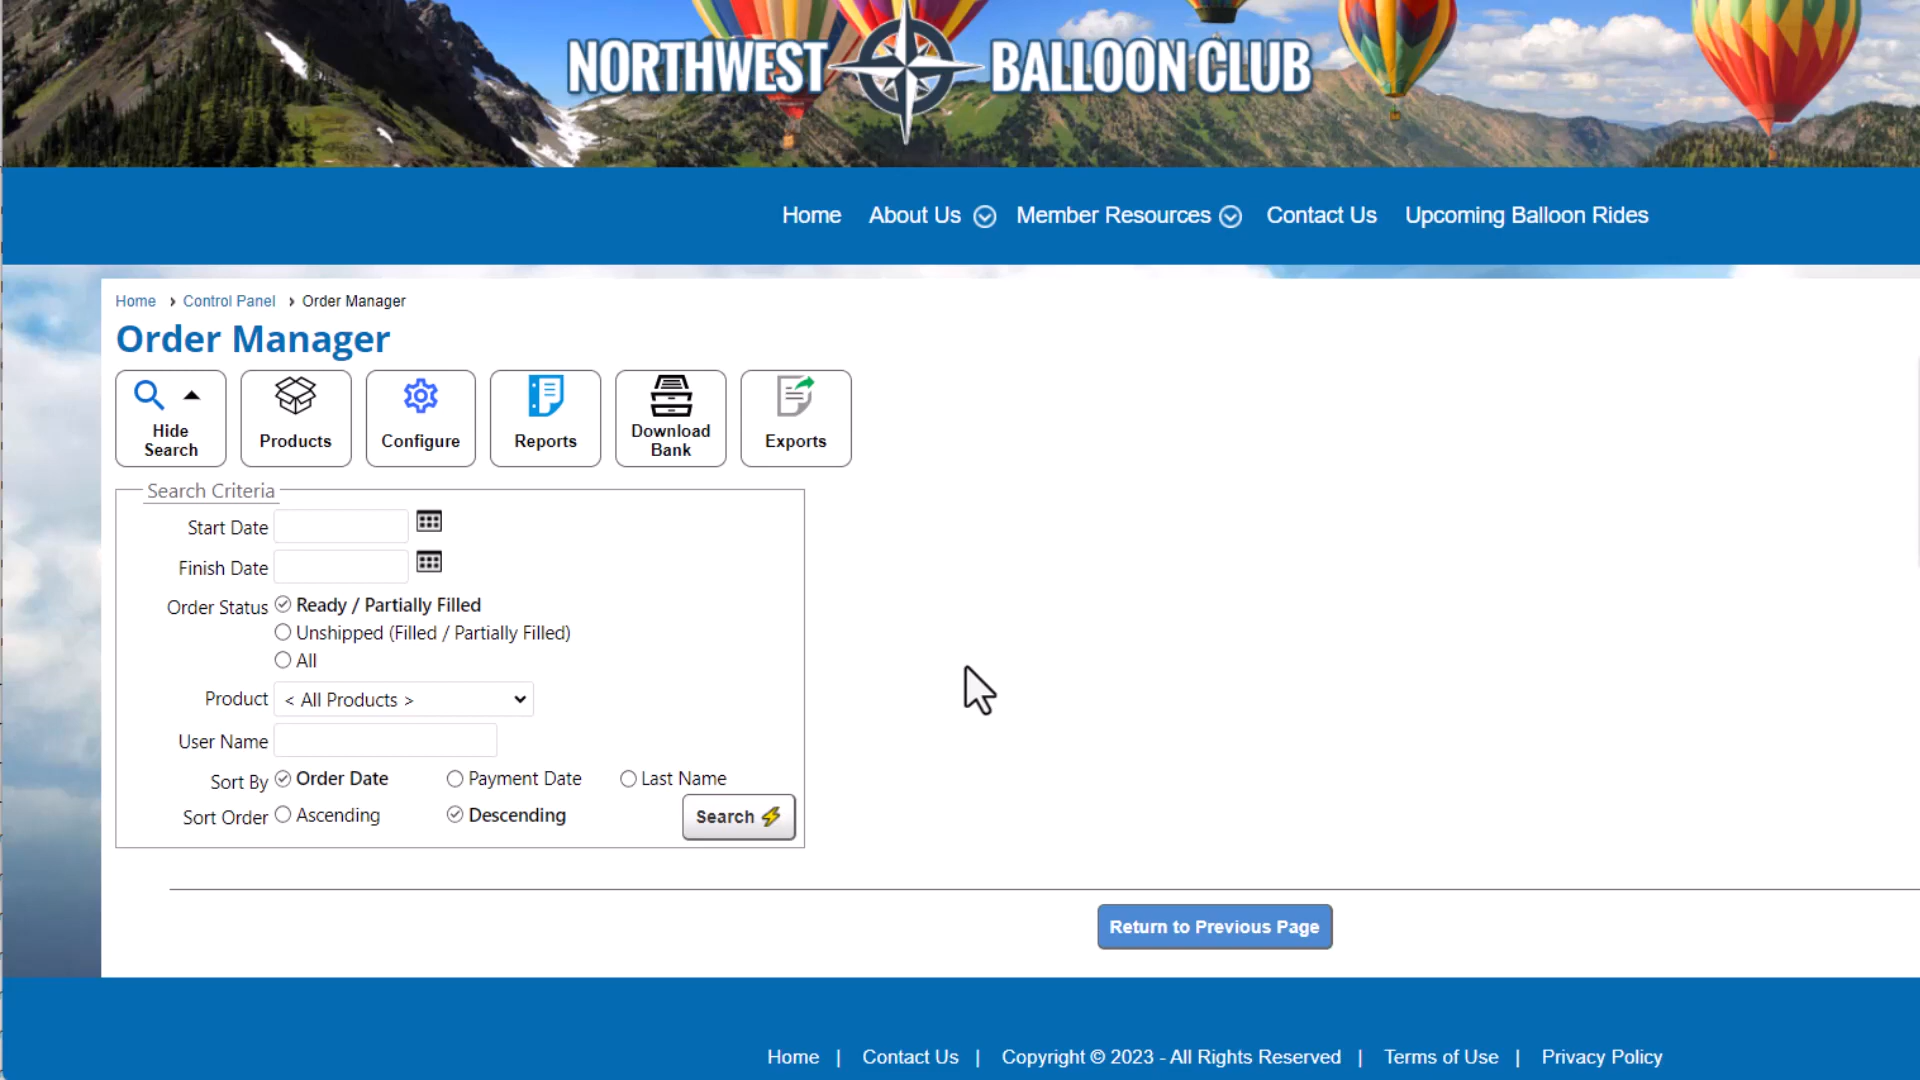 NORTHWEST BALLOON CLUB
Home About Us Member Resources Contact Us Upcoming Balloon Rides
Home › Control Panel › Order Manager
Order Manager
Hide Search
Products
Configure
Reports
Download Bank
Exports
Search Criteria
Start Date
Finish Date
Order Status Ready / Partially Filled
Unshipped (Filled / Partially Filled)
All
Product < All Products >
User Name
Sort By Order Date Payment Date Last Name
Sort Order Ascending Descending
Search
Return to Previous Page
Home | Contact Us | Copyright © 2023 - All Rights Reserved | Terms of Use | Privacy Policy